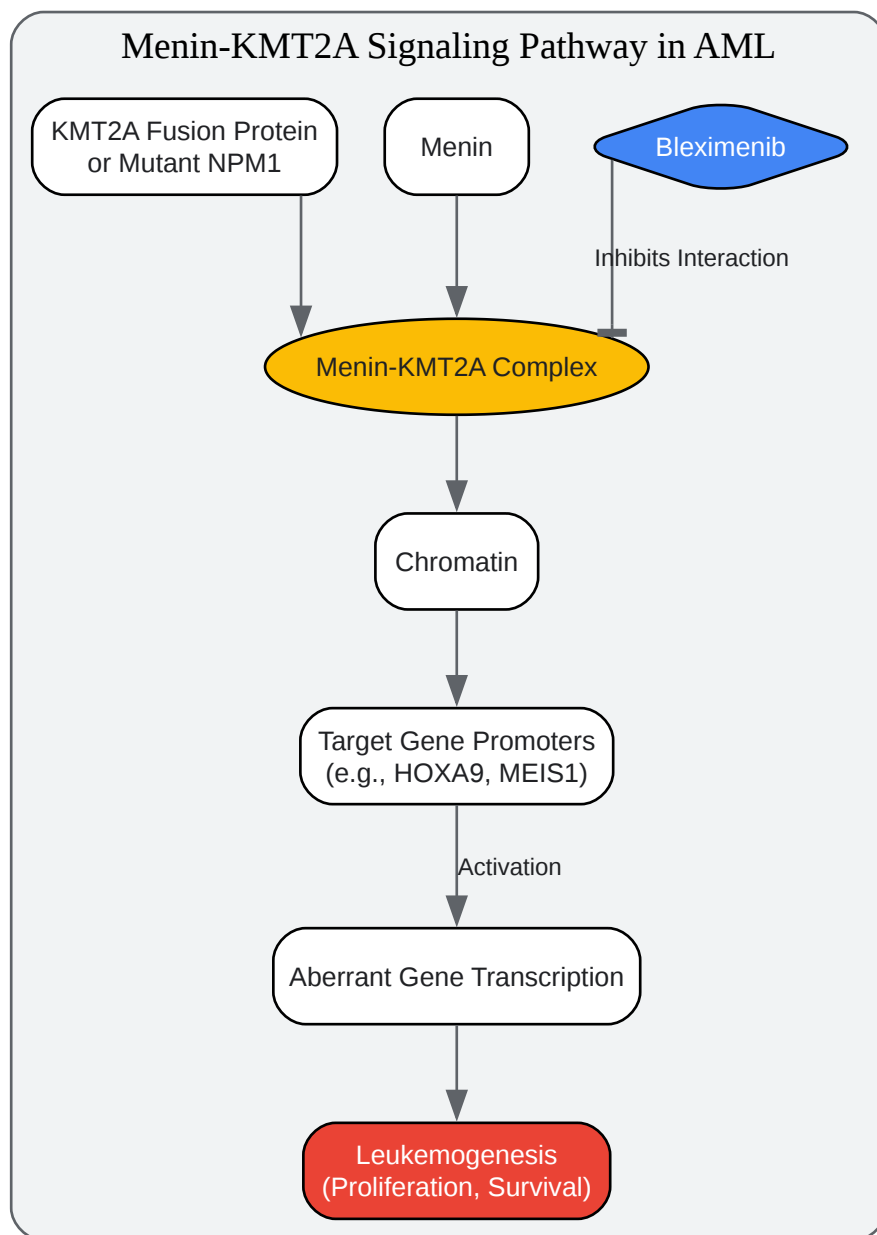 Menin-KMT2A Signaling Pathway in AML
KMT2A Fusion Protein
or Mutant NPM1
Menin
Bleximenib
Inhibits Interaction
Menin-KMT2A Complex
Chromatin
Target Gene Promoters
(e.g., HOXA9, MEIS1)
Activation
Aberrant Gene Transcription
Leukemogenesis
(Proliferation, Survival)